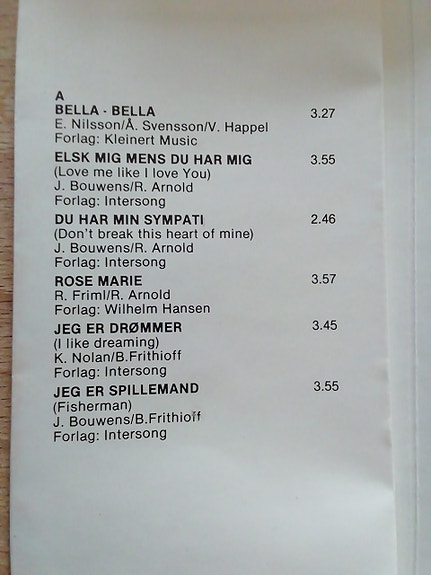 A
BELLA - BELLA 3.27
E. Nilsson/Å. Svensson/V. Happel
Forlag: Kleinert Music
ELSK MIG MENS DU HAR MIG 3.55
(Love me like I love You)
J. Bouwens/R. Arnold
Forlag: Intersong
DU HAR MIN SYMPATI 2.46
(Don't break this heart of mine)
J. Bouwens/R. Arnold
Forlag: Intersong
ROSE MARIE 3.57
R. Friml/R. Arnold
Forlag: Wilhelm Hansen
JEG ER DRØMMER 3.45
(I like dreaming)
K. Nolan/B.Frithioff
Forlag: Intersong
JEG ER SPILLEMAND 3.55
(Fisherman)
J. Bouwens/B.Frithioff
Forlag: Intersong